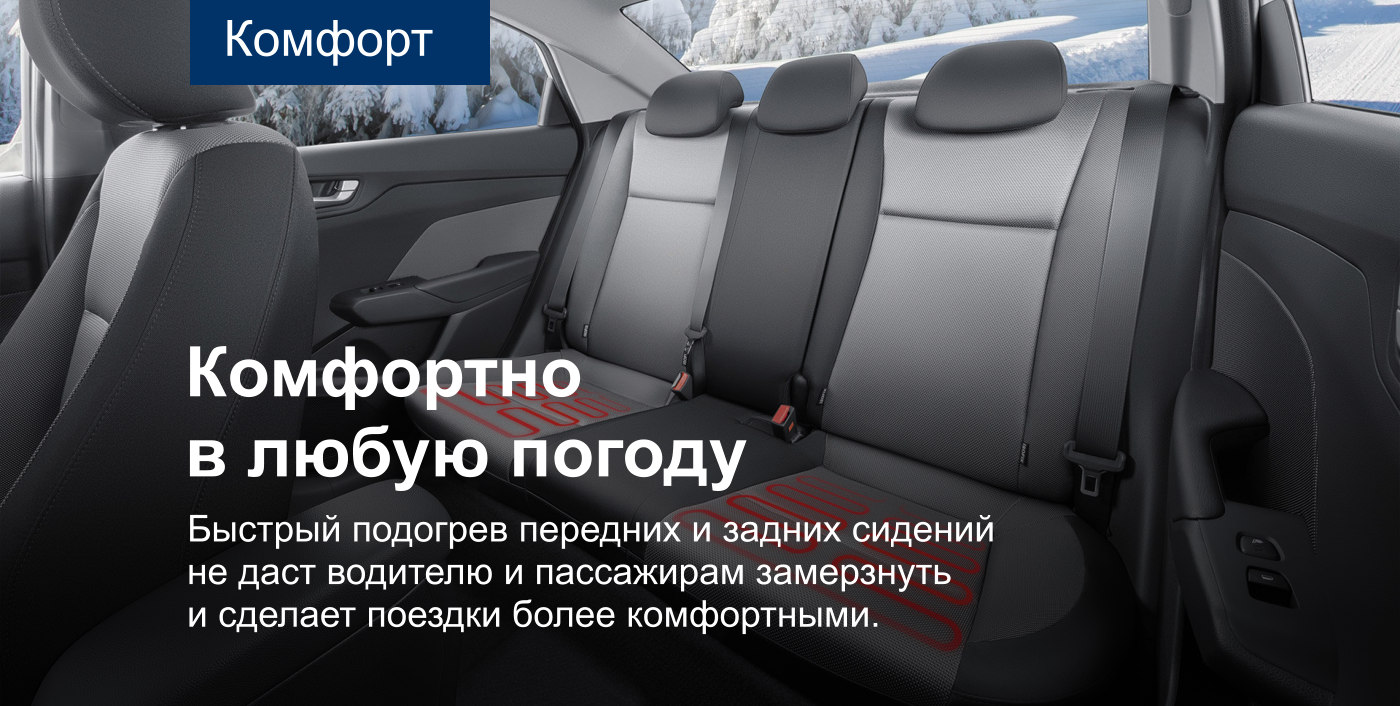 Комфорт
Комфортно
в любую погоду
Быстрый подогрев передних и задних сидений
не даст водителю и пассажирам замерзнуть
и сделает поездки более комфортными.